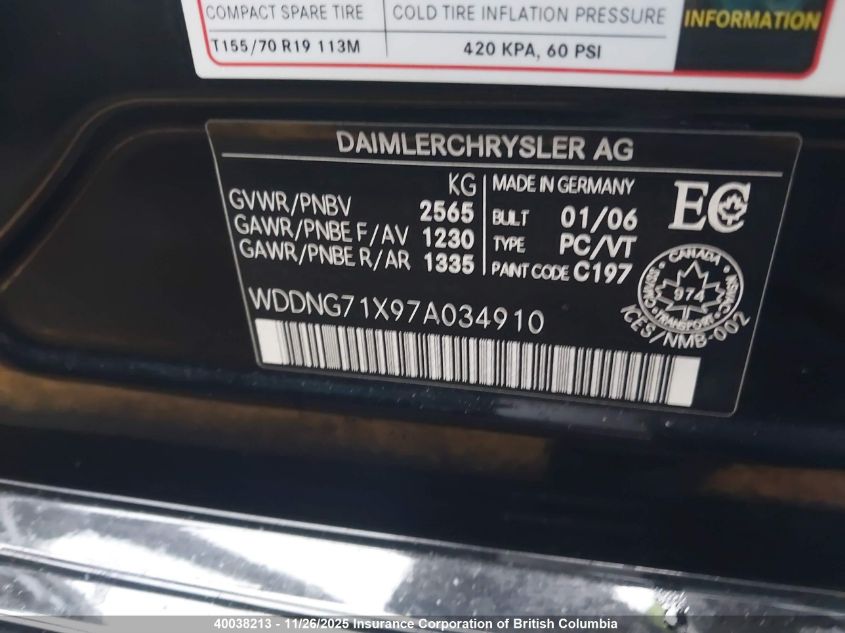 COMPACT SPARE TIRE
COLD TIRE INFLATION PRESSURE
INFORMATION
T155/70 R19 113M
420 KPA, 60 PSI
DAIMLERCHRYSLER AG
KG
GVWR/PNBV 2565
GAWR/PNBE F/AV 1230
GAWR/PNBE R/AR 1335
MADE IN GERMANY
BUILT 01/06
TYPE PC/VT
PAINT CODE C197
EC
CANADA
974
TRANSPORT
ICES/NMB-002
WDDNG71X97A034910
40038213 - 11/26/2025 Insurance Corporation of British Columbia